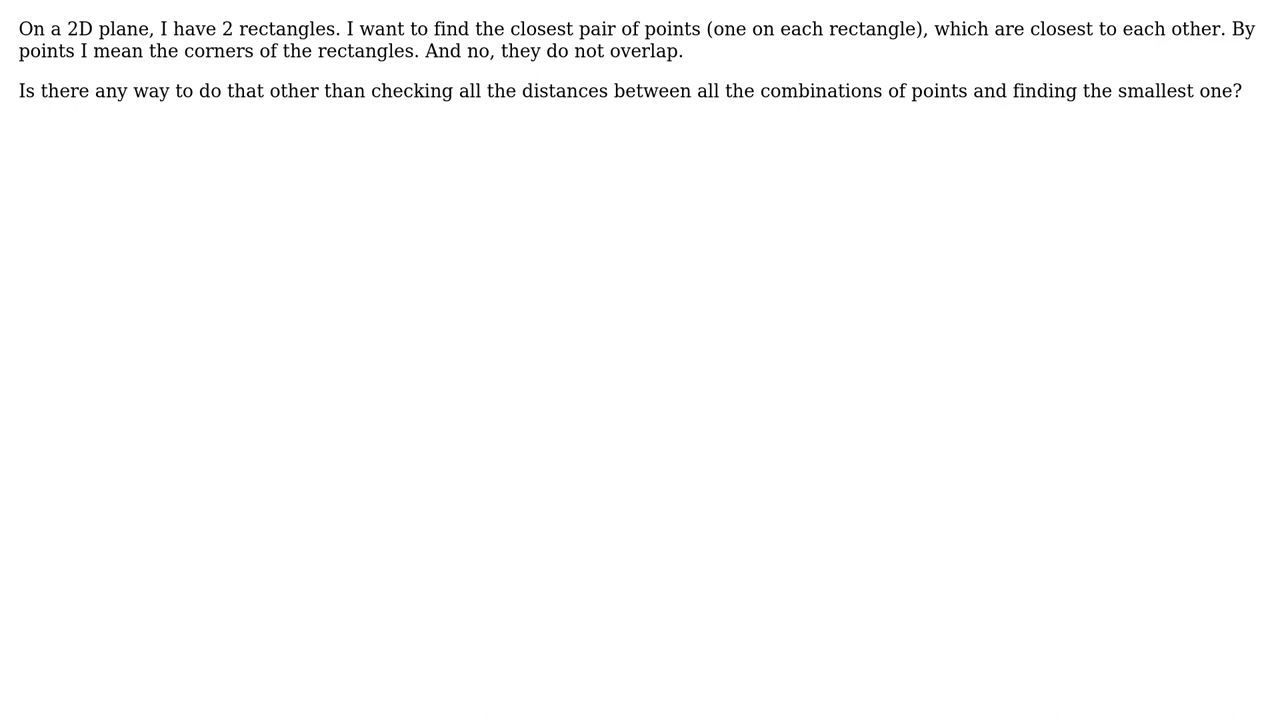 On a 2D plane, I have 2 rectangles. I want to find the closest pair of points (one on each rectangle), which are closest to each other. By
points I mean the corners of the rectangles. And no, they do not overlap.
Is there any way to do that other than checking all the distances between all the combinations of points and finding the smallest one?